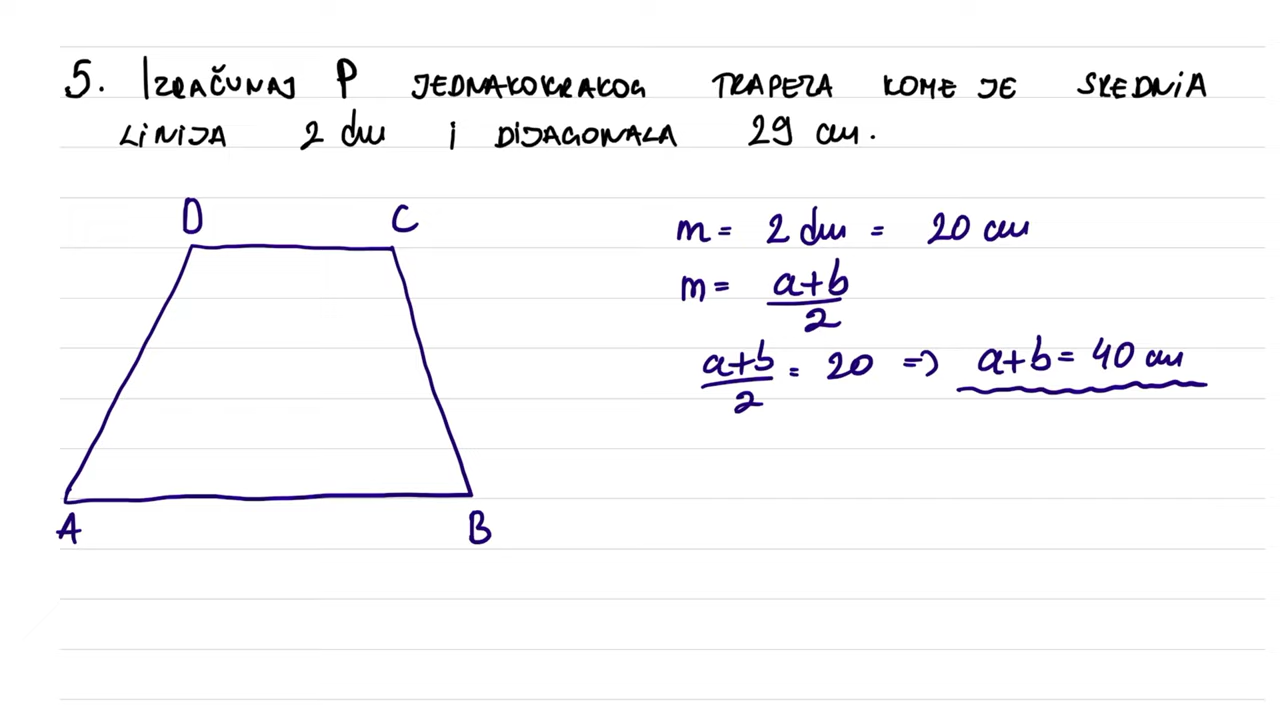 5. IZRAČUNAJ P JEDNAKOKRAKOG TRAPEZA KOME JE SREDNJA
LINIJA 2 dm I DIJAGONALA 29 cm.
D C
m = 2 dm = 20 cm
m = a+b/2
a+b/2 = 20 => a+b = 40 cm
A B